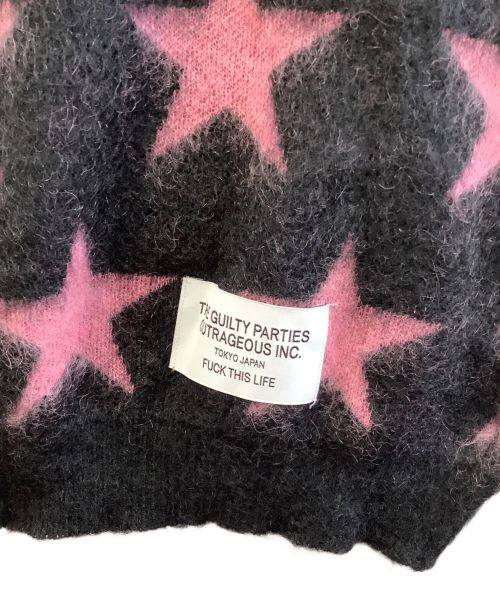 THE GUILTY PARTIES
OUTRAGEOUS INC.
TOKYO JAPAN
FUCK THIS LIFE